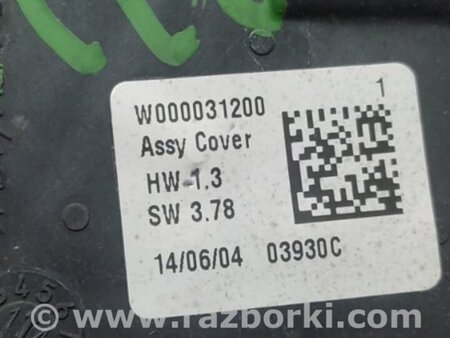 1
W000031200
Assy Cover
HW 1.3
SW 3.78
14/06/04 03930C
www.razborki.com